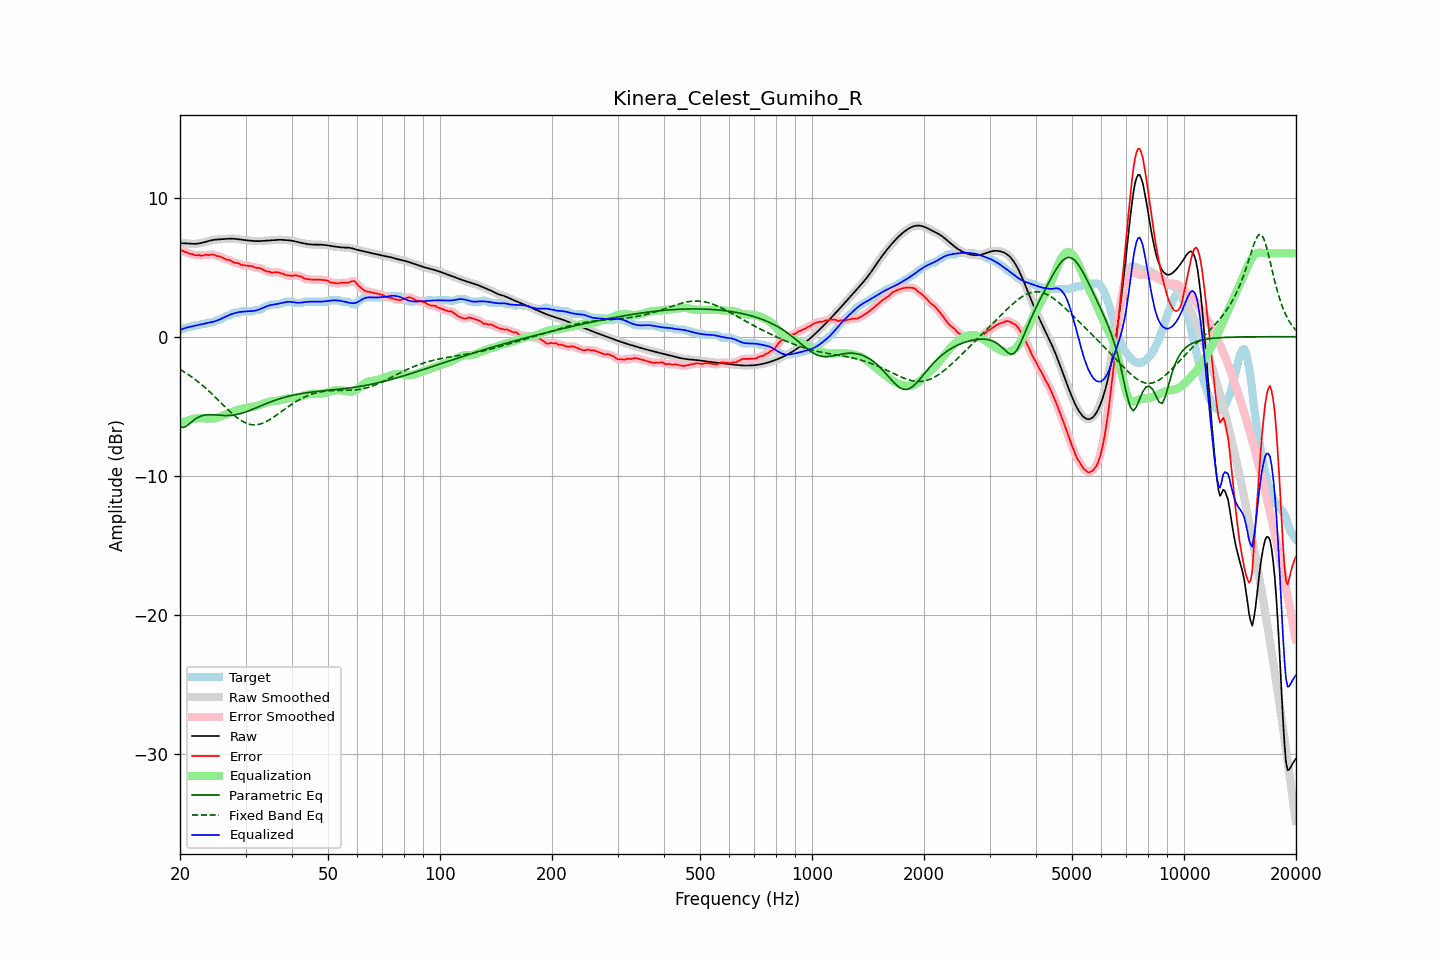 Kinera_Celest_Gumiho_R
10
0
−10
−20
−30
Amplitude (dBr)
Target
Raw Smoothed
Error Smoothed
Raw
Error
Equalization
Parametric Eq
Fixed Band Eq
Equalized
20 50 100 200 500 1000 2000 5000 10000 20000
Frequency (Hz)